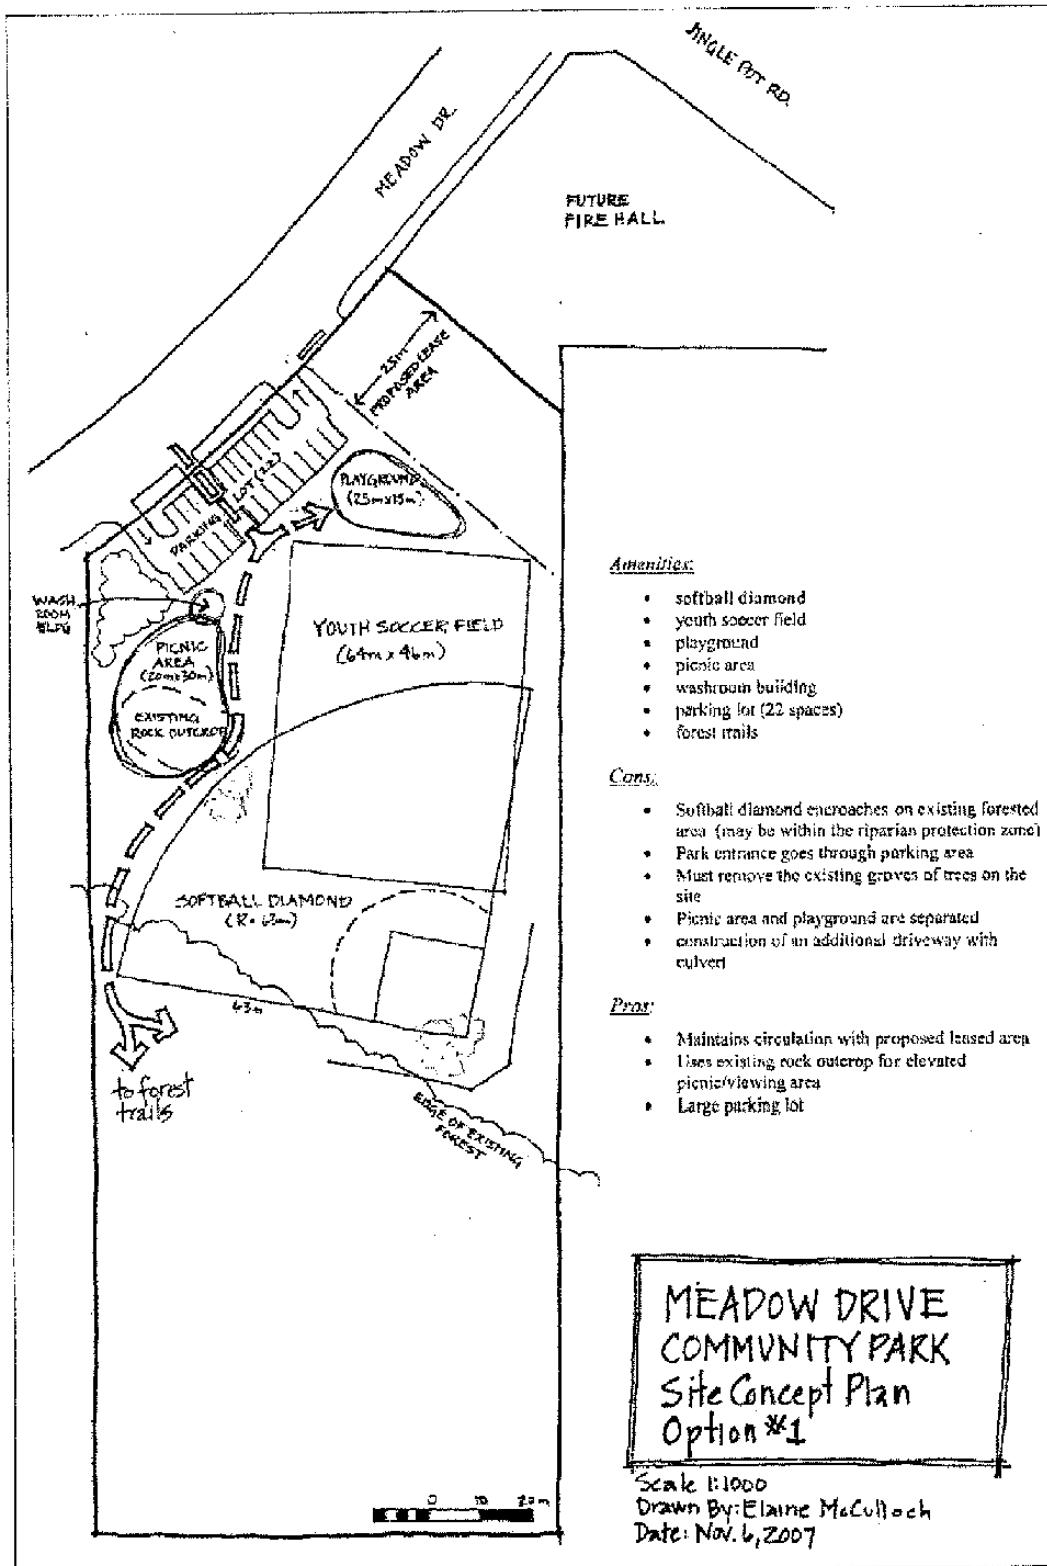 JINGLE POT RD.
MEADOW DR.
FUTURE
FIRE HALL
25m
PROPOSED LEASE
AREA
PARKING LOT (22)
PLAYGROUND
(25m x 15m)
WASH
ROOM
BLDG
PICNIC
AREA
(20m x 30m)
EXISTING
ROCK OUTCROP
YOUTH SOCCER FIELD
(64m x 46m)
SOFTBALL DIAMOND
(R= 63m)
63m
to forest
trails
EDGE OF EXISTING
FOREST
Amenities:
• softball diamond
• youth soccer field
• playground
• picnic area
• washroom building
• parking lot (22 spaces)
• forest trails
Cons:
• Softball diamond encroaches on existing forested
area (may be within the riparian protection zone)
• Park entrance goes through parking area
• Must remove the existing groves of trees on the
site
• Picnic area and playground are separated
• construction of an additional driveway with
culvert
Pros:
• Maintains circulation with proposed leased area
• Uses existing rock outcrop for elevated
picnic/viewing area
• Large parking lot
MEADOW DRIVE
COMMUNITY PARK
Site Concept Plan
Option #1
Scale 1:1000
Drawn By: Elaine McCulloch
Date: Nov. 6, 2007
0 10 20m